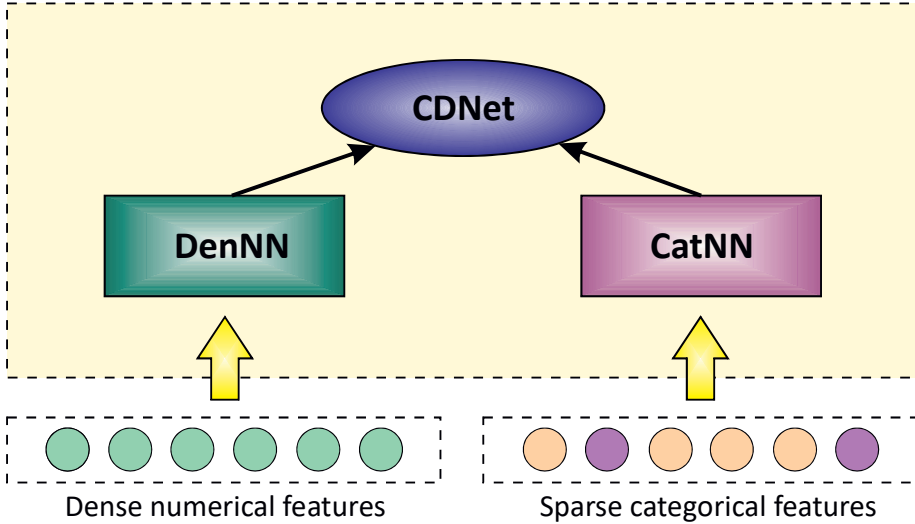 CDNet
DenNN
CatNN
Dense numerical features
Sparse categorical features